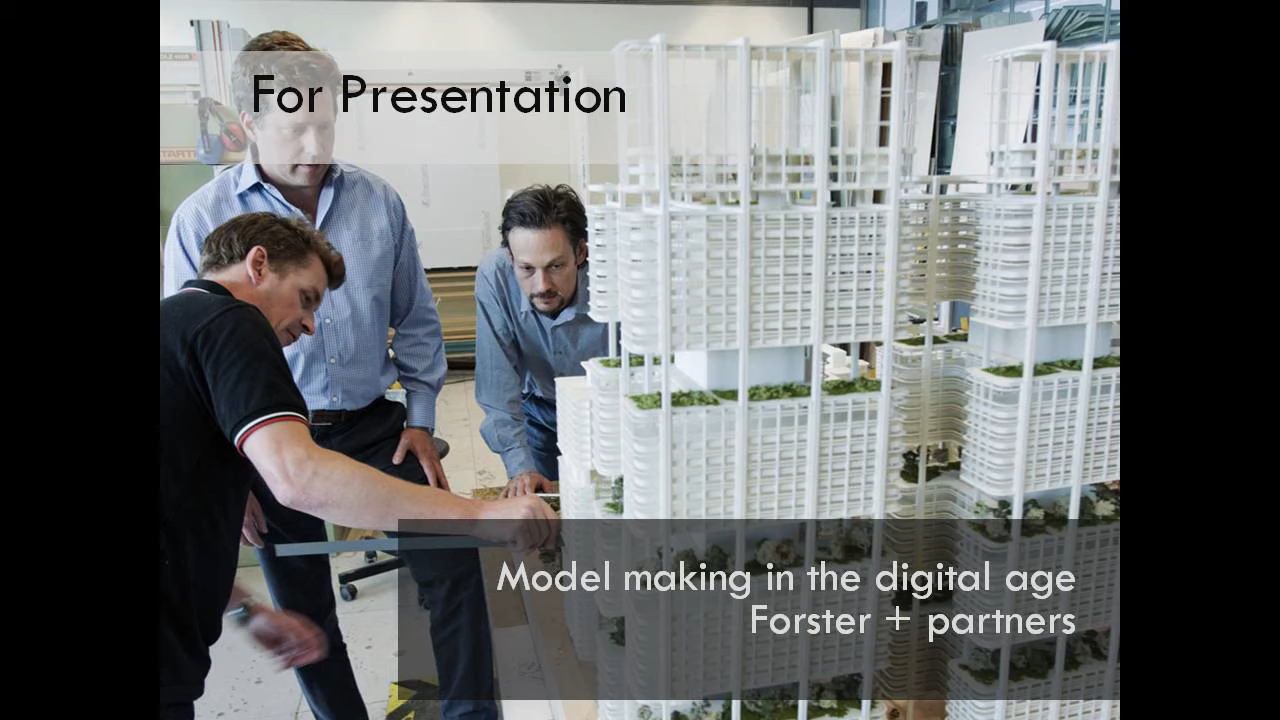 For Presentation
Model making in the digital age
Forster + partners